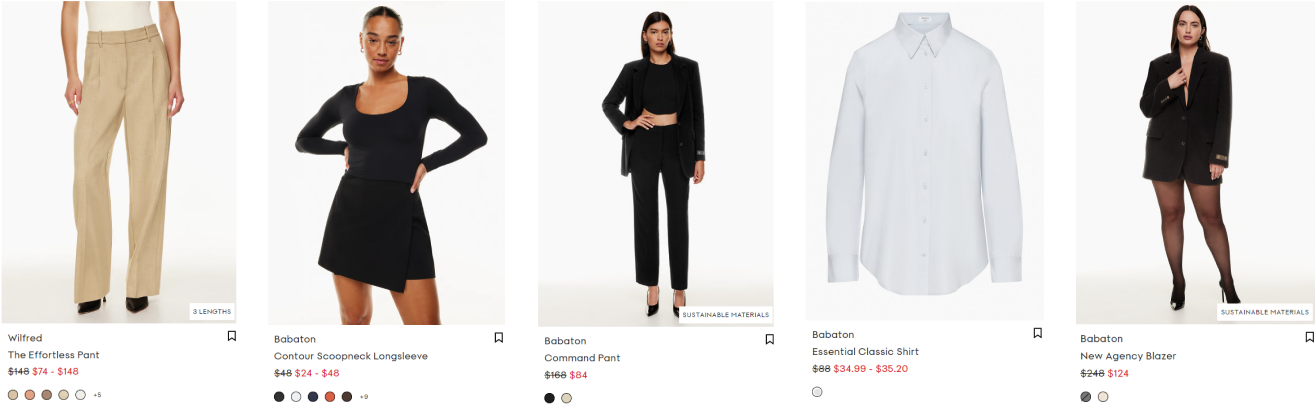 3 LENGTHS
Wilfred
The Effortless Pant
$148 $74 - $148
+5
Babaton
Contour Scoopneck Longsleeve
$48 $24 - $48
+9
SUSTAINABLE MATERIALS
Babaton
Command Pant
$168 $84
Babaton
Essential Classic Shirt
$88 $34.99 - $35.20
SUSTAINABLE MATERIALS
Babaton
New Agency Blazer
$248 $124